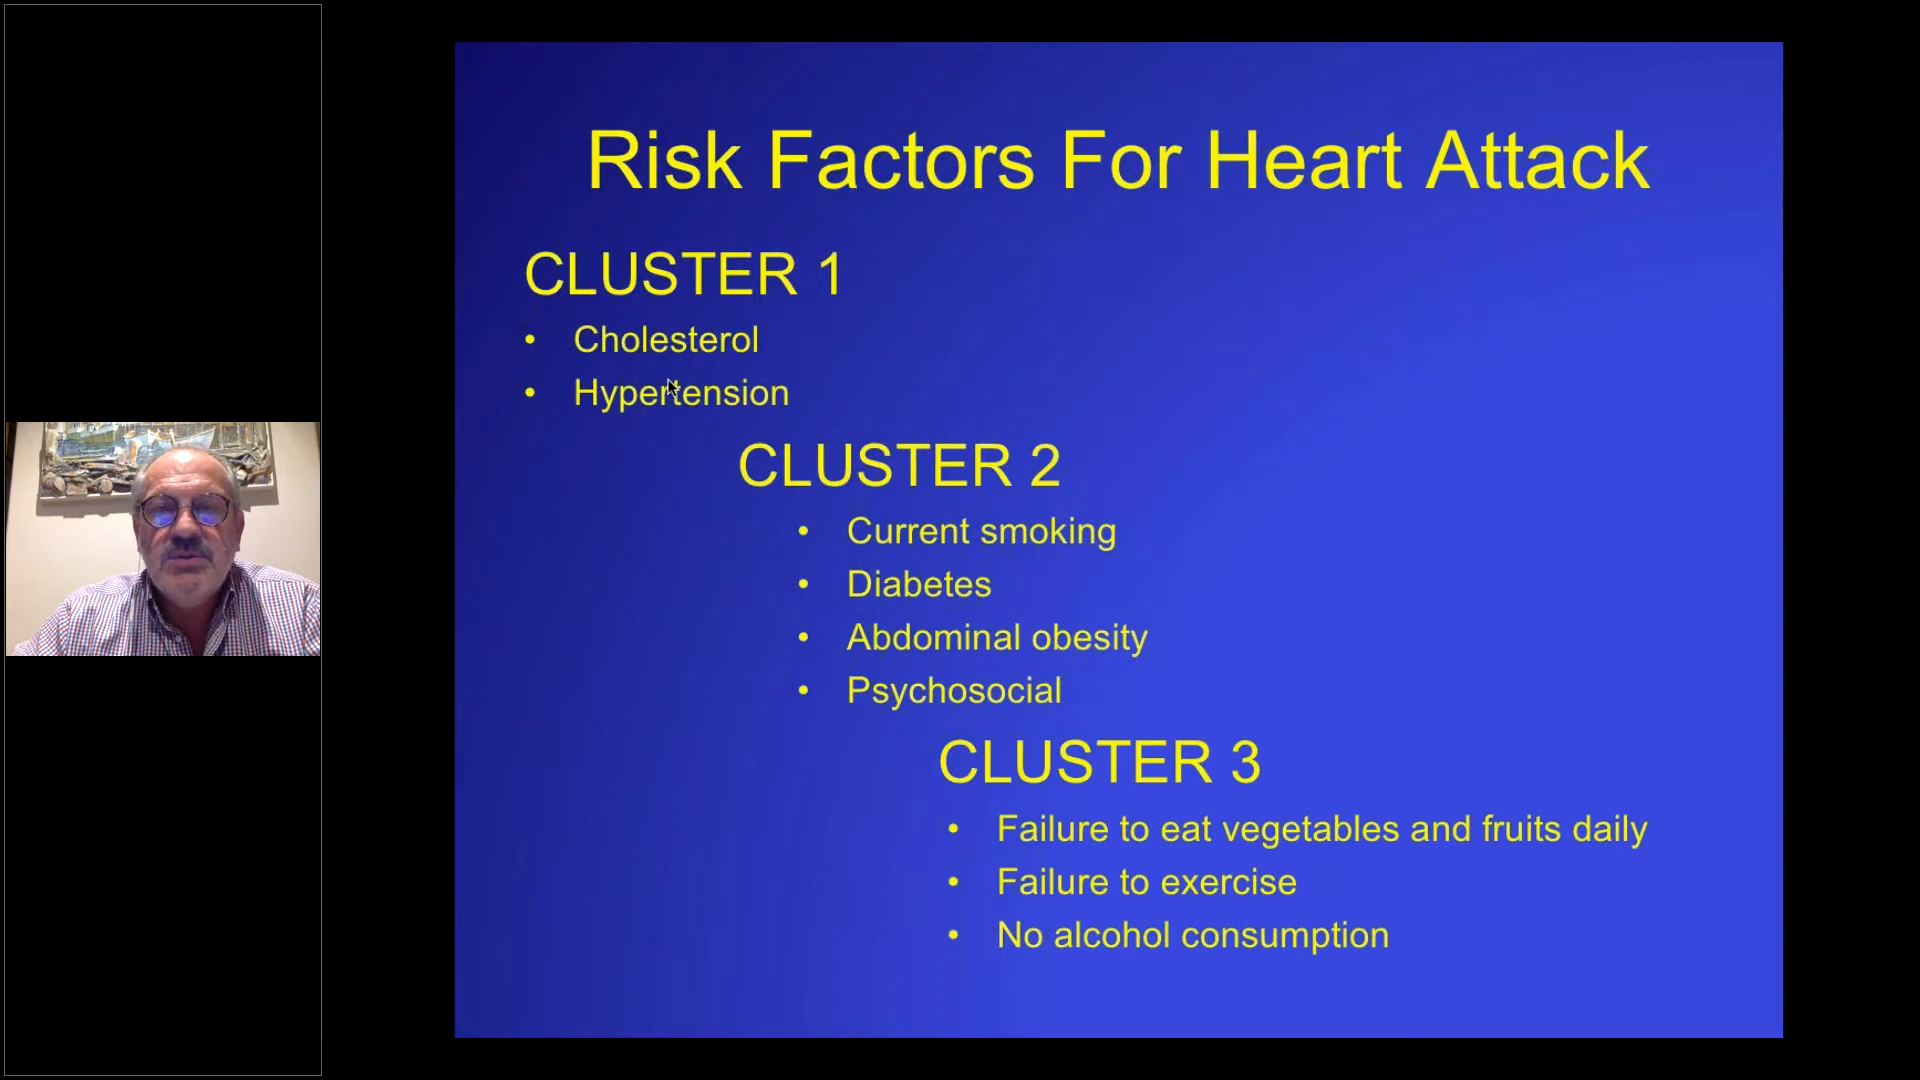 Risk Factors For Heart Attack
CLUSTER 1
• Cholesterol
• Hypertension
CLUSTER 2
• Current smoking
• Diabetes
• Abdominal obesity
• Psychosocial
CLUSTER 3
• Failure to eat vegetables and fruits daily
• Failure to exercise
• No alcohol consumption